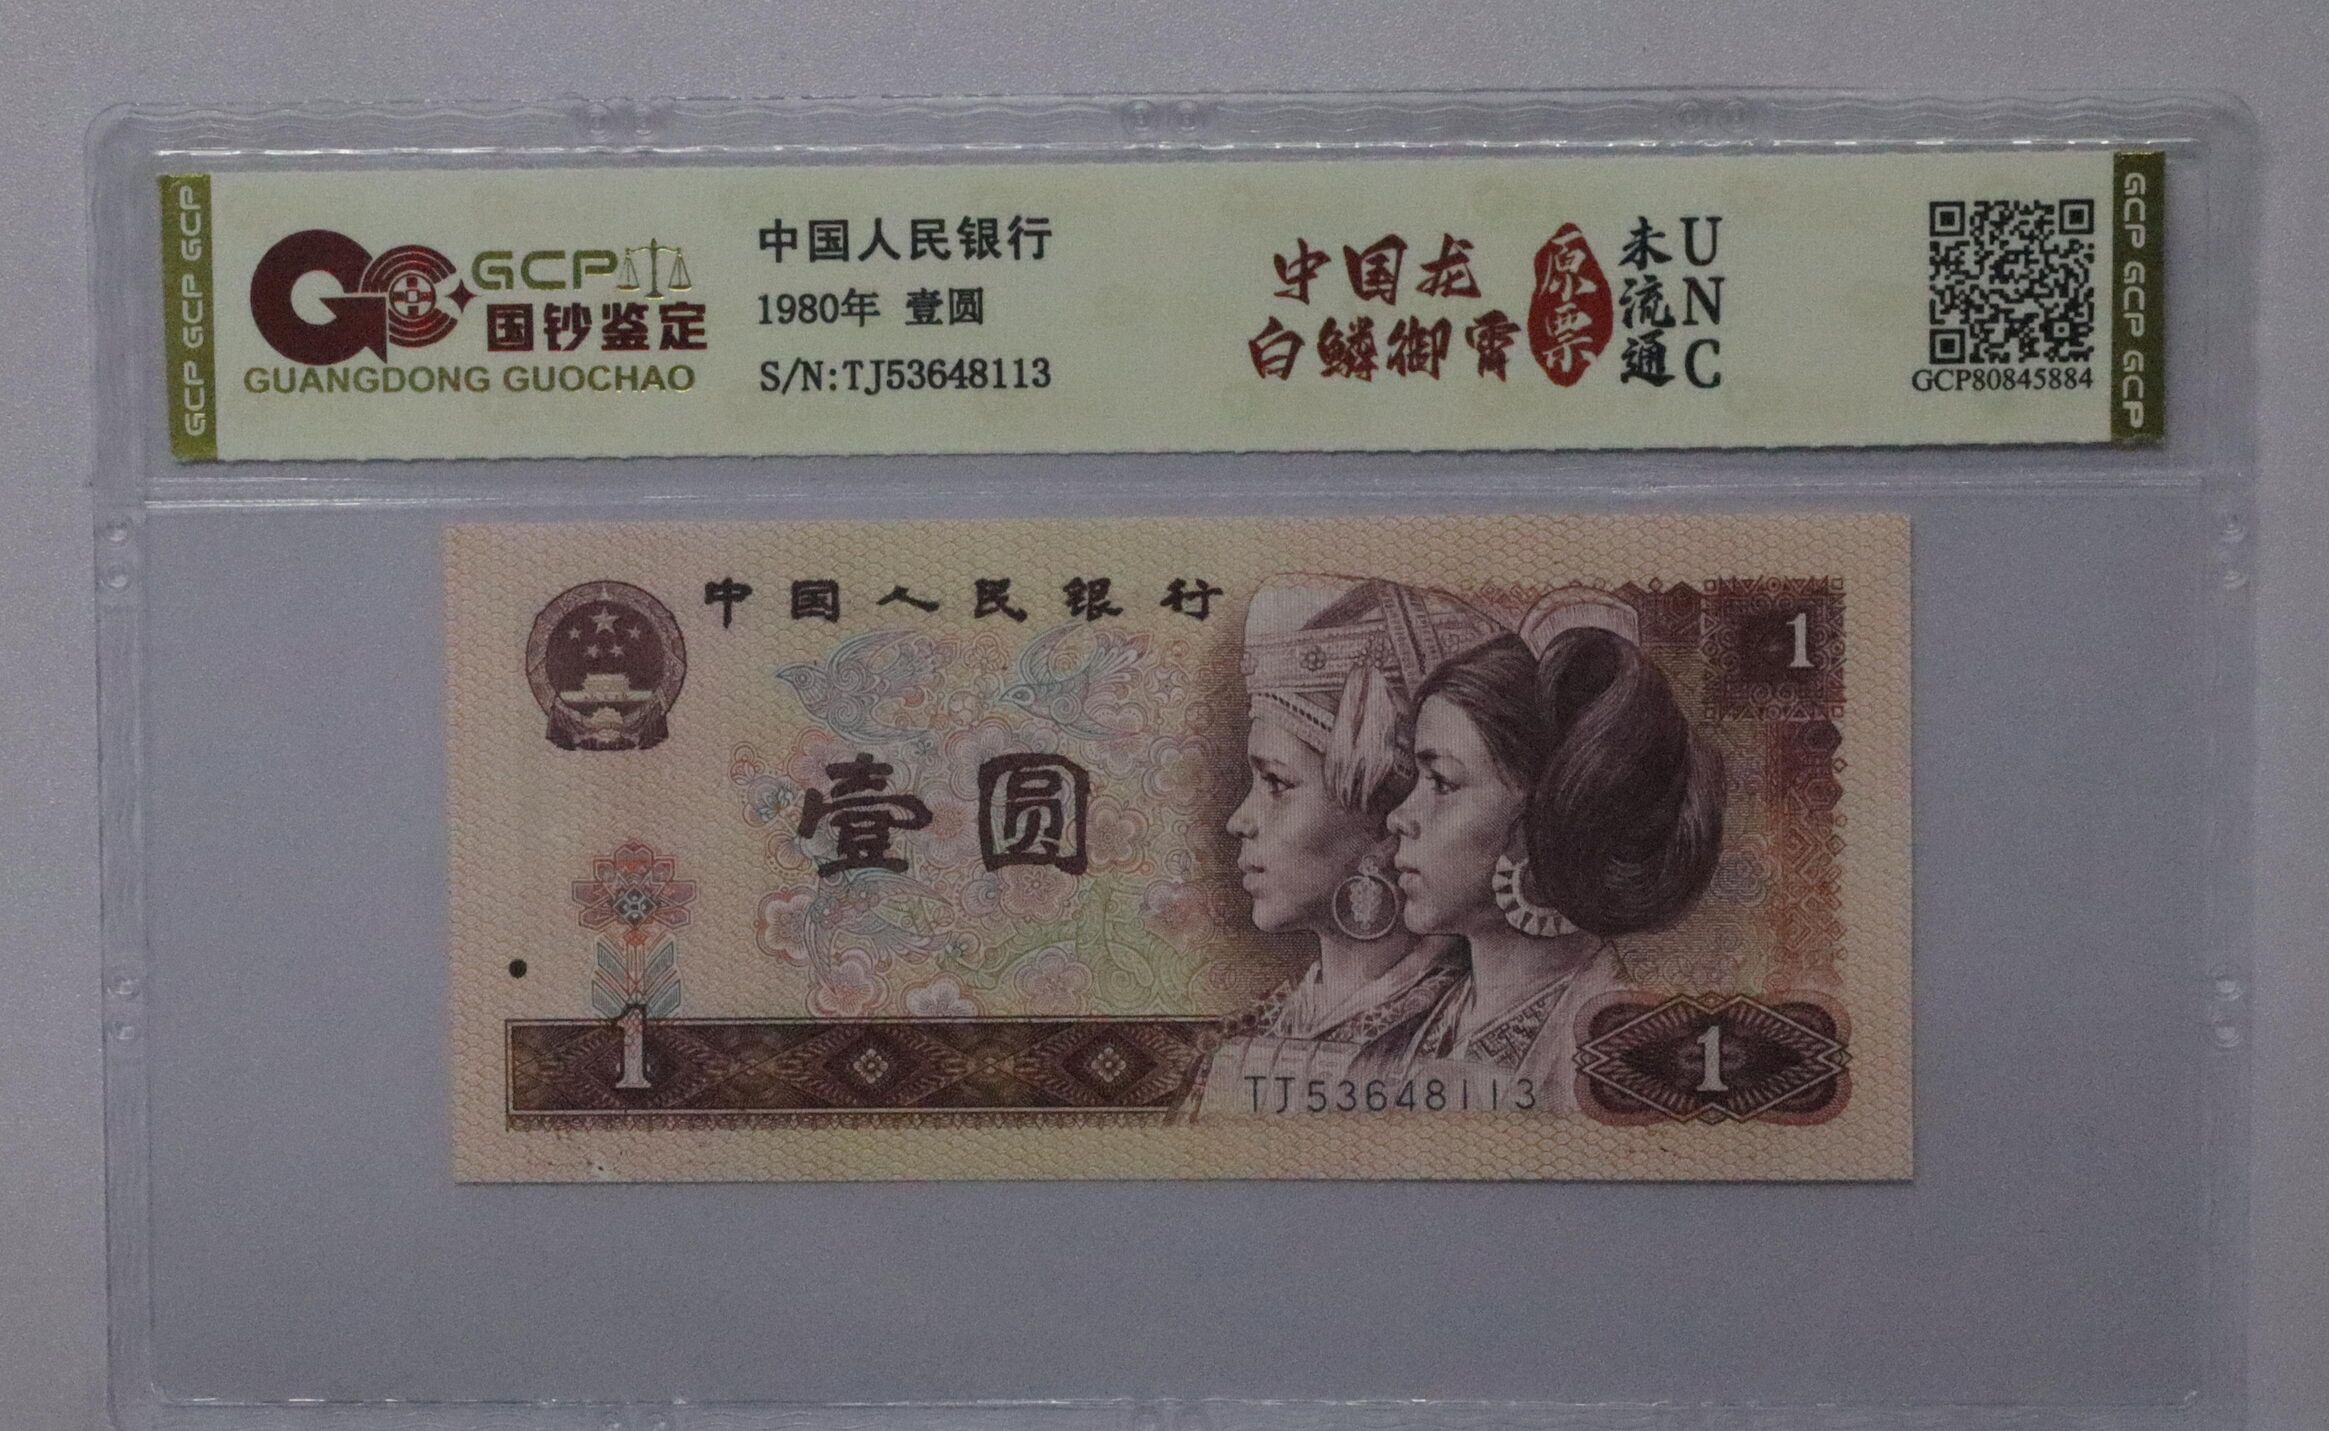 GCP GCP GCP
GCP
国钞鉴定
GUANGDONG GUOCHAO
中国人民银行
1980年 壹圆
S/N:TJ53648113
中国龙
白鳞御霄
原票
未流通
UNC
GCP80845884
GCP GCP GCP GCP
中国人民银行
1
壹圆
1
1
TJ53648113